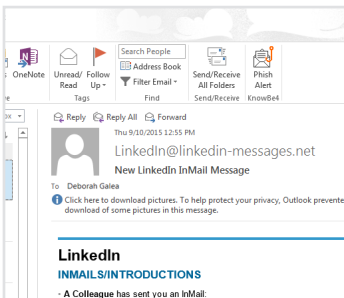 OneNote
Unread/ Follow
Read Up
Tags
Search People
Address Book
Filter Email
Find
Send/Receive
All Folders
Send/Receive
Phish
Alert
KnowBe4
Reply Reply All Forward
Thu 9/10/2015 12:55 PM
LinkedIn@linkedin-messages.net
New LinkedIn InMail Message
To Deborah Galea
Click here to download pictures. To help protect your privacy, Outlook prevente
download of some pictures in this message.
LinkedIn
INMAILS/INTRODUCTIONS
- A Colleague has sent you an InMail: